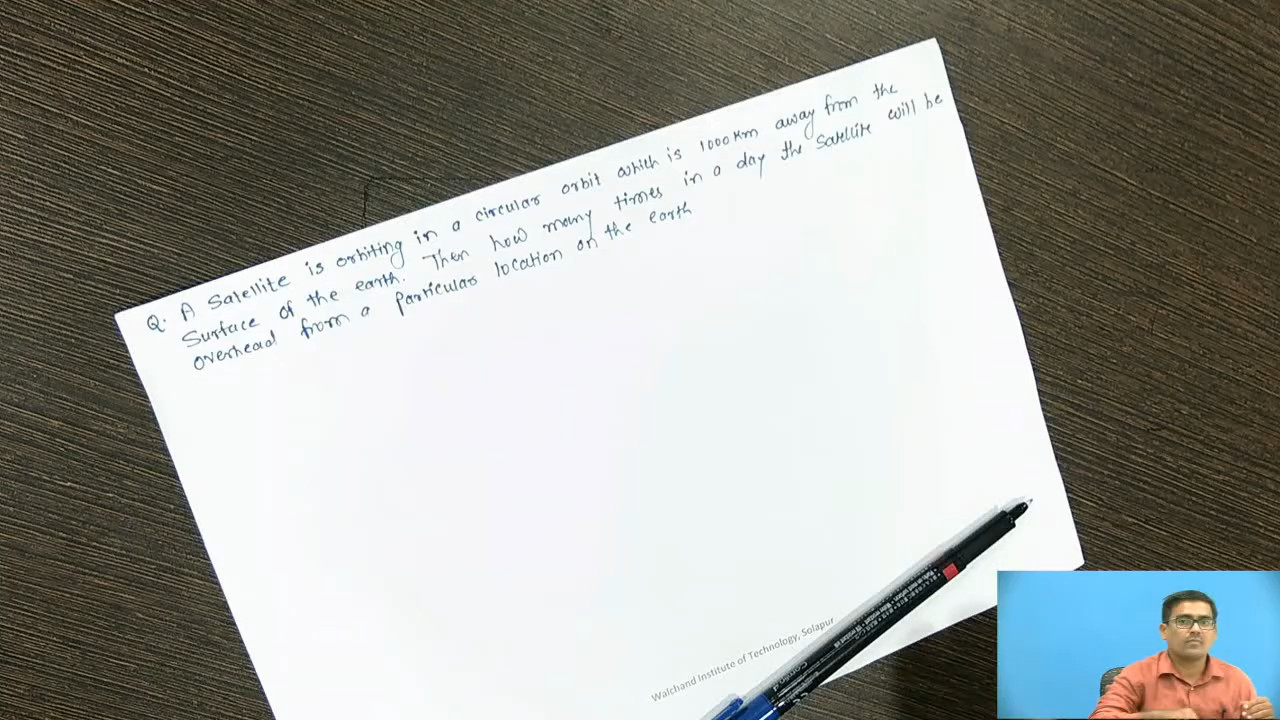 Q. A Satellite is orbiting in a circular orbit which is 1000 Km away from the
Surface of the earth. Then how many times in a day the Satellite will be
overhead from a particular location on the earth
Walchand Institute of Technology, Solapur